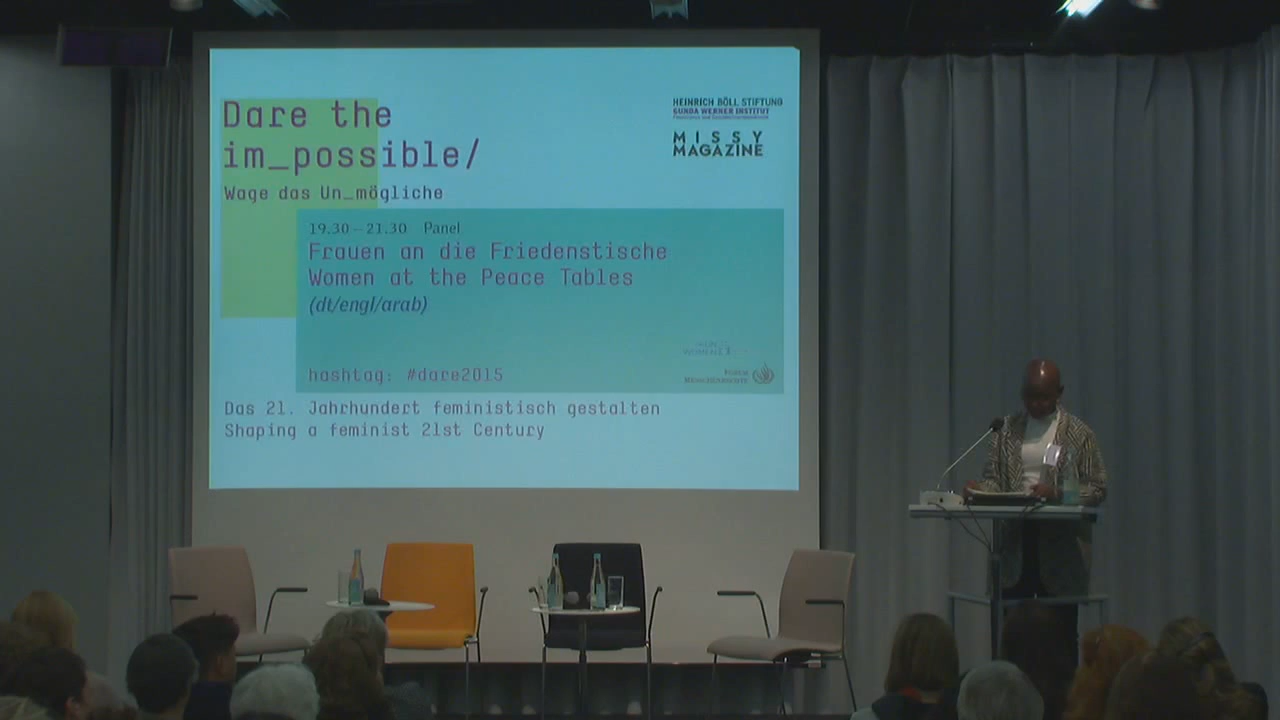 Dare the
im_possible/
Wage das Un_mögliche
HEINRICH BÖLL STIFTUNG
GUNDA WERNER INSTITUT
MISSY
MAGAZINE
19.30 – 21.30 Panel
Frauen an die Friedenstische
Women at the Peace Tables
(dt/engl/arab)
hashtag: #dare2015
FORUM
MENSCHENRECHTE
Das 21. Jahrhundert feministisch gestalten
Shaping a feminist 21st Century